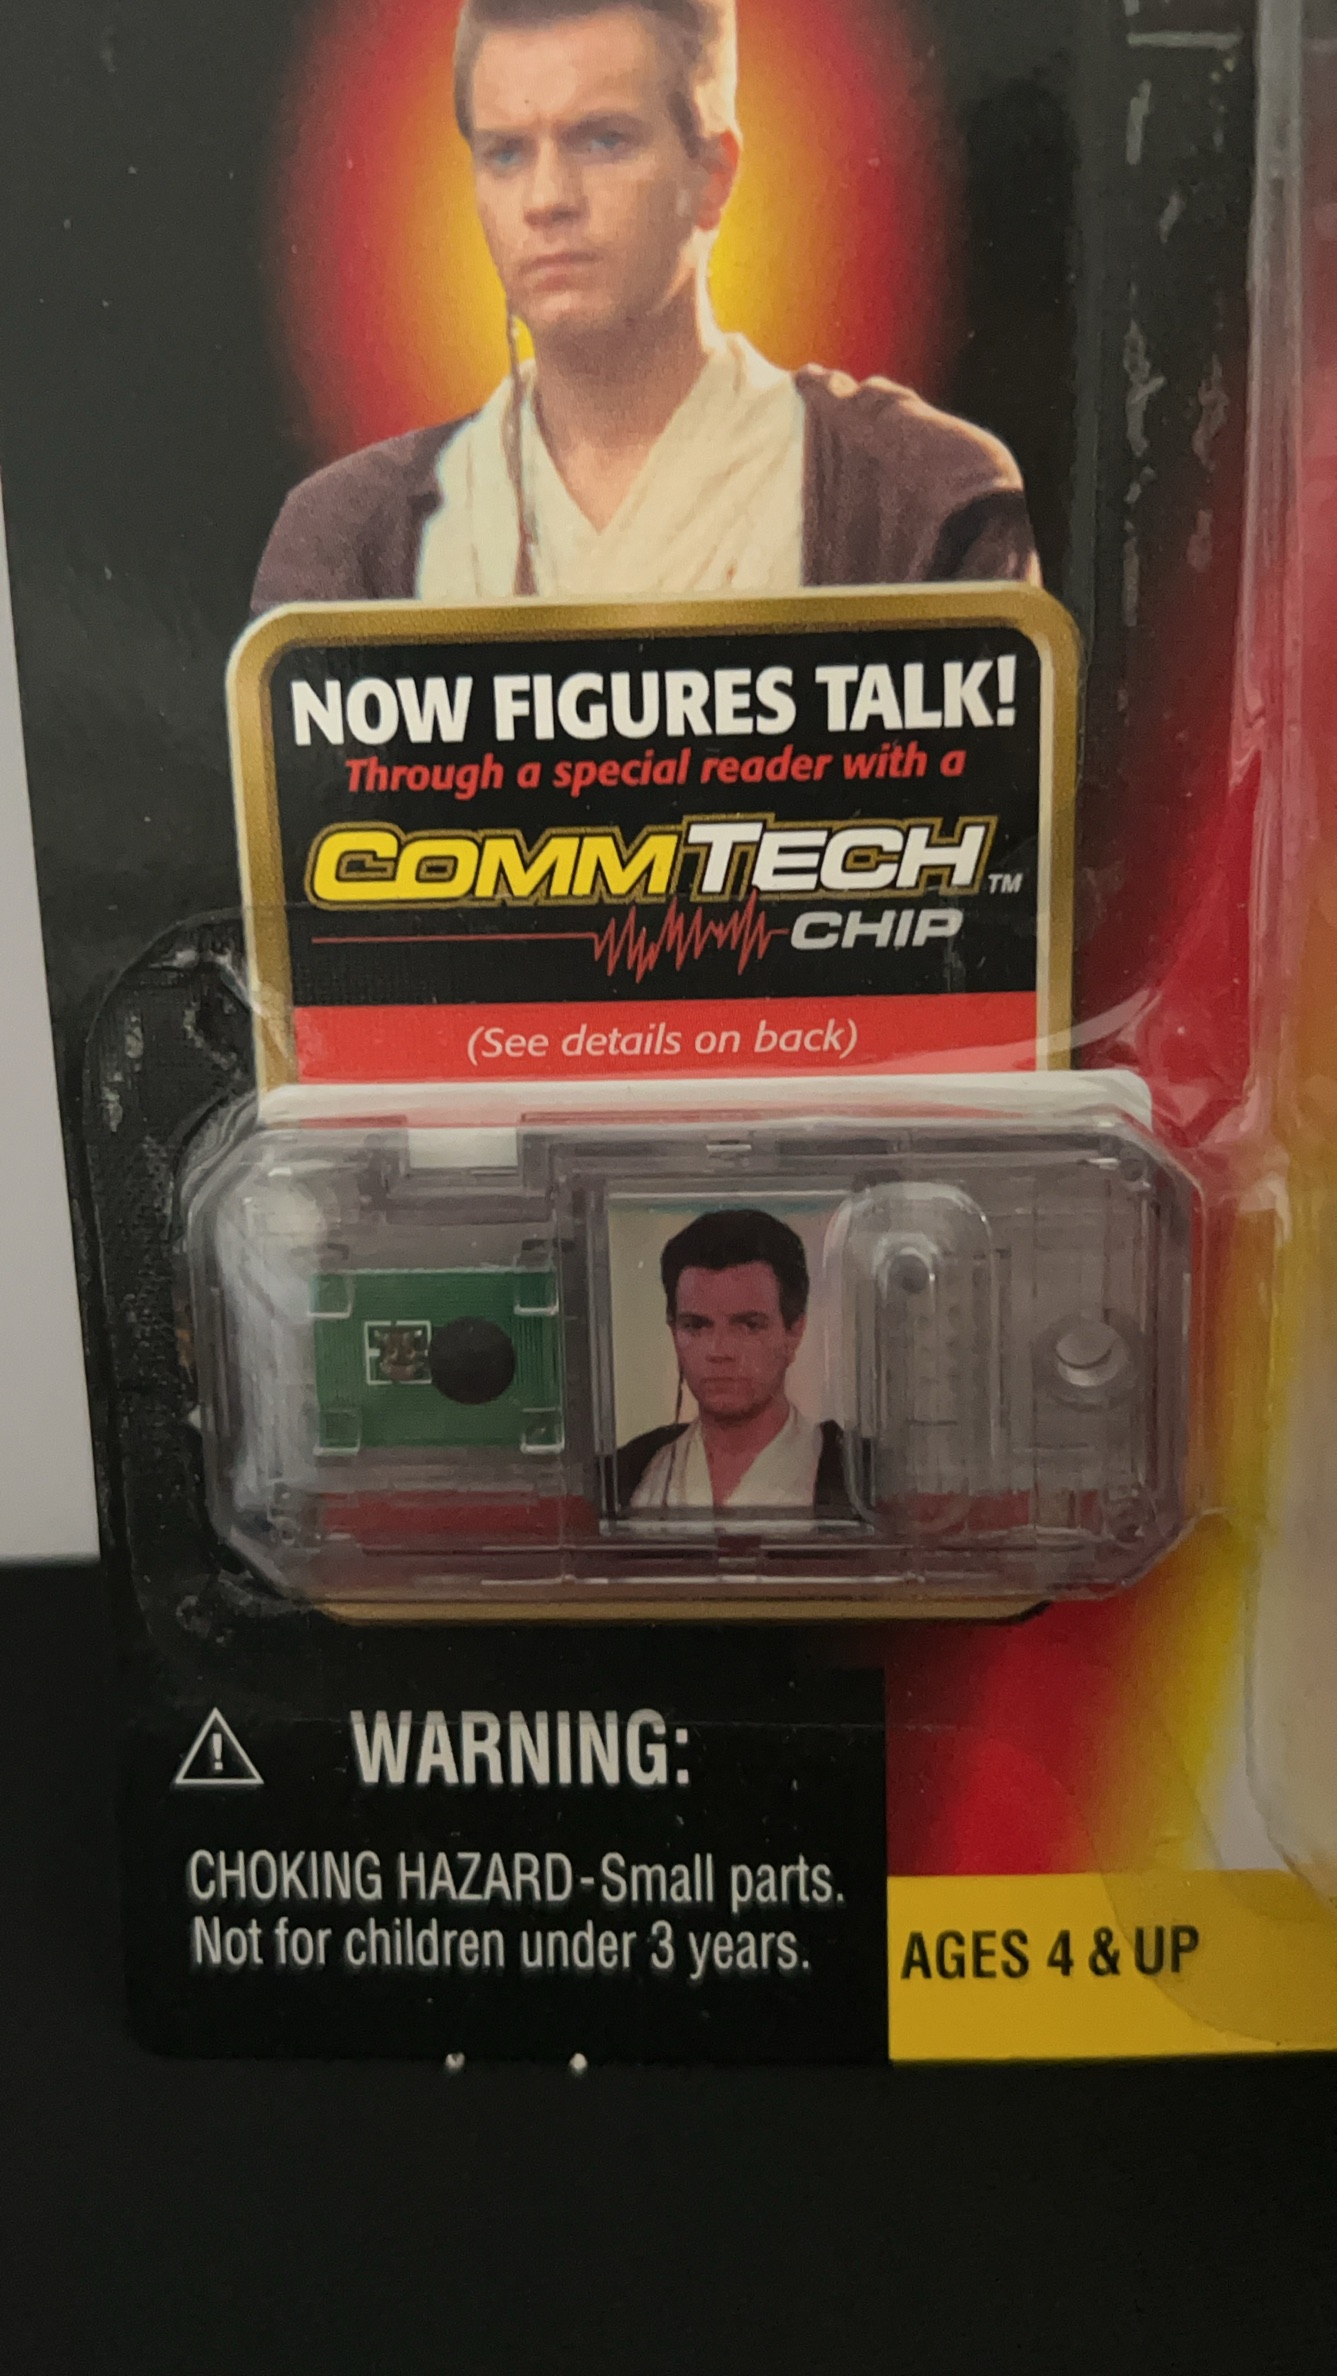 NOW FIGURES TALK!
Through a special reader with a
COMMTECH™
CHIP
(See details on back)
WARNING:
CHOKING HAZARD-Small parts.
Not for children under 3 years.
AGES 4 & UP